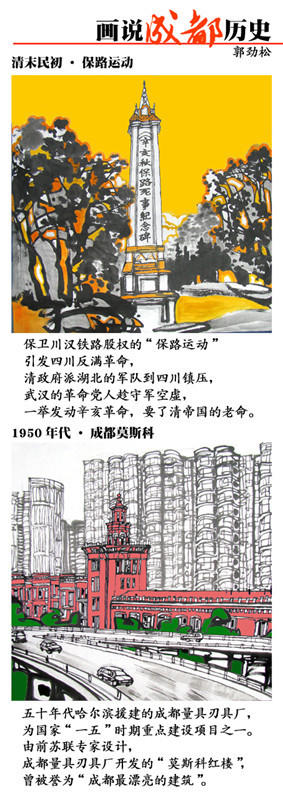 画说成都历史
郭劲松
清末民初·保路运动
辛亥秋保路死事纪念碑
保卫川汉铁路股权的“保路运动”
引发四川反满革命，
清政府派湖北的军队到四川镇压，
武汉的革命党人趁守军空虚，
一举发动辛亥革命，要了清帝国的老命。
1950年代·成都莫斯科
五十年代哈尔滨援建的成都量具刃具厂，
为国家“一五”时期重点建设项目之一。
由前苏联专家设计，
成都量具刃具厂开发的“莫斯科红楼”，
曾被誉为“成都最漂亮的建筑”。